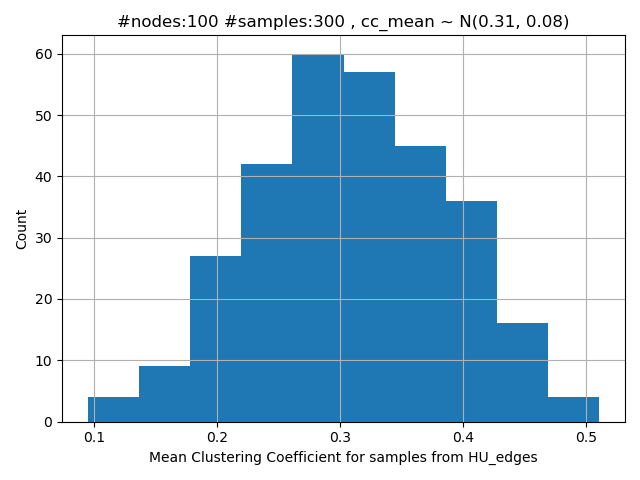 #nodes:100 #samples:300 , cc_mean ~ N(0.31, 0.08)
60
50
40
30
20
10
0
Count
0.1 0.2 0.3 0.4 0.5
Mean Clustering Coefficient for samples from HU_edges